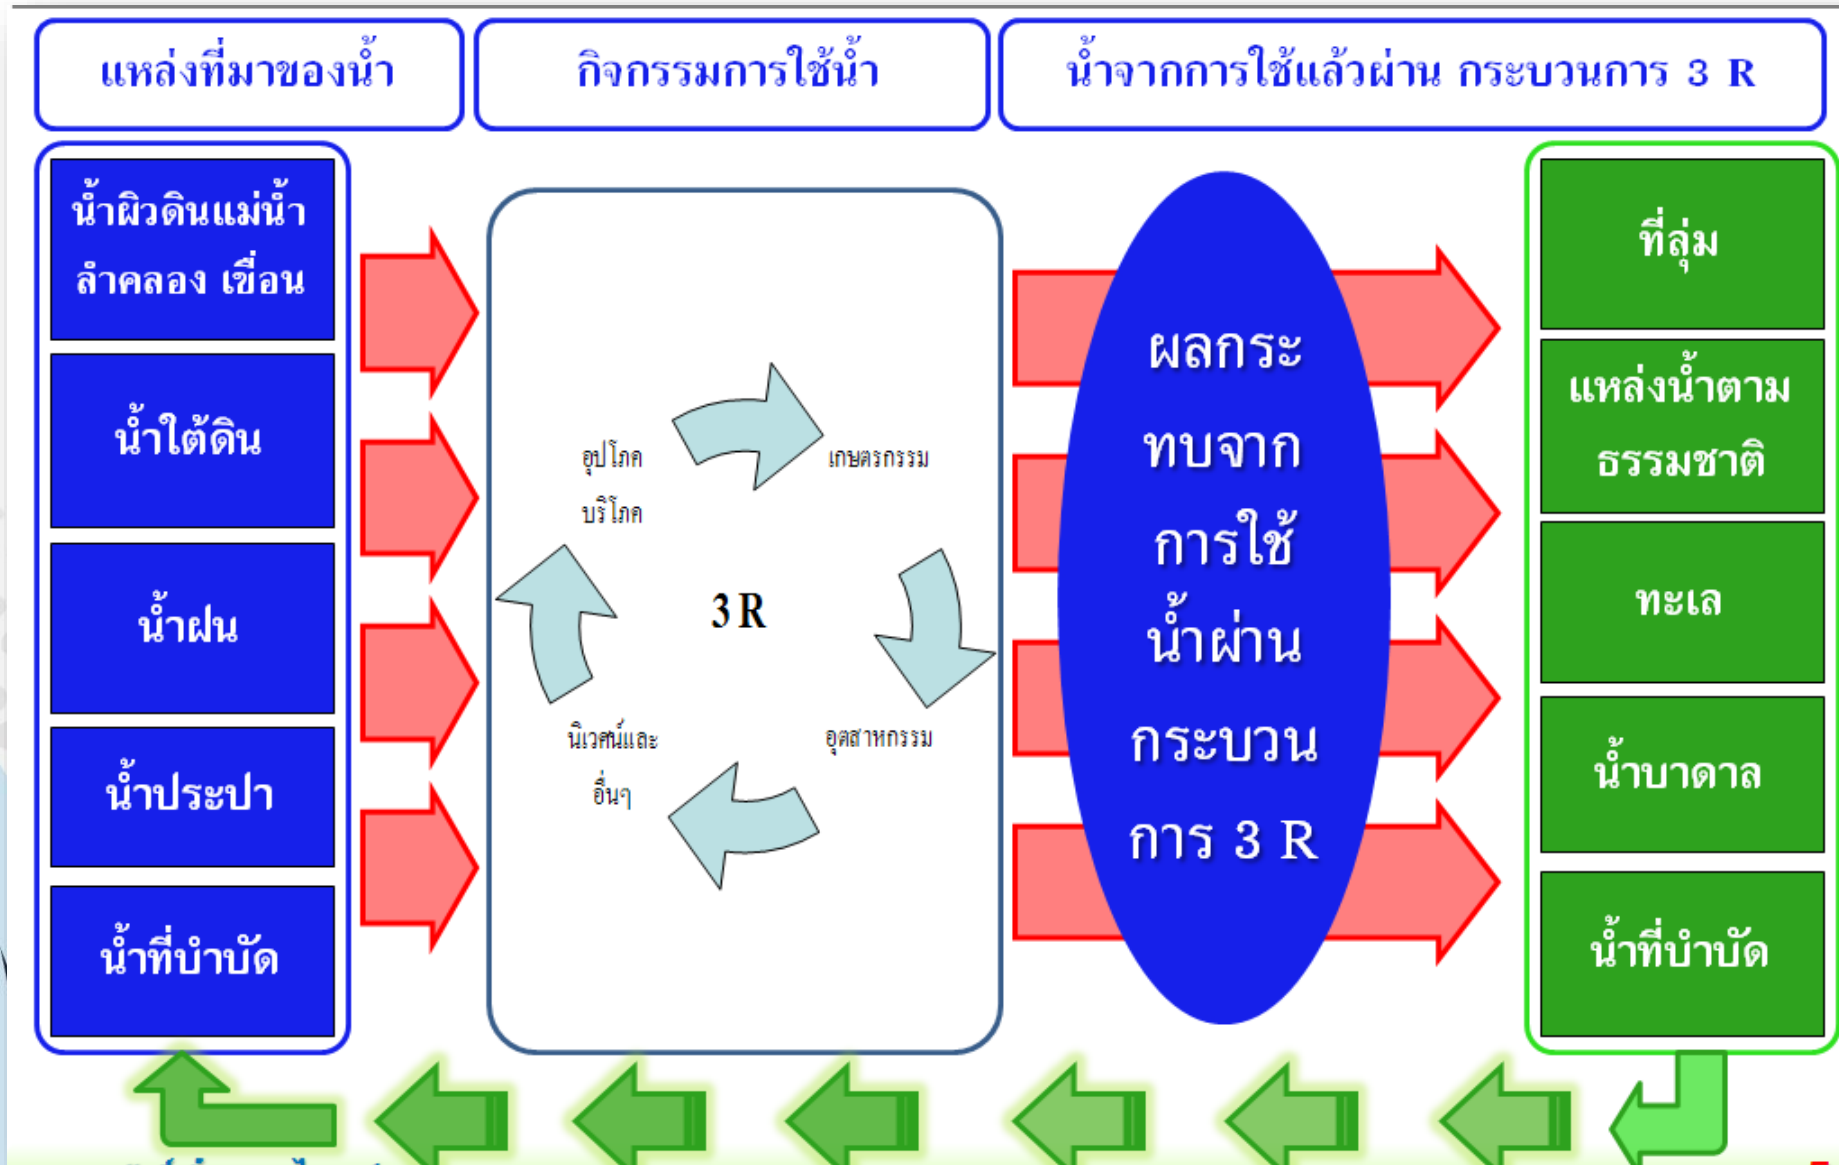 แหล่งที่มาของน้ำ
กิจกรรมการใช้น้ำ
น้ำจากการใช้แล้วผ่าน กระบวนการ 3 R
น้ำผิวดินแม่น้ำ
ลำคลอง เขื่อน
น้ำใต้ดิน
น้ำฝน
น้ำประปา
น้ำที่บำบัด
อุปโภค
บริโภค
เกษตรกรรม
3 R
นิเวศน์และ
อื่นๆ
อุตสาหกรรม
ผลกระ
ทบจาก
การใช้
น้ำผ่าน
กระบวน
การ 3 R
ที่ลุ่ม
แหล่งน้ำตาม
ธรรมชาติ
ทะเล
น้ำบาดาล
น้ำที่บำบัด